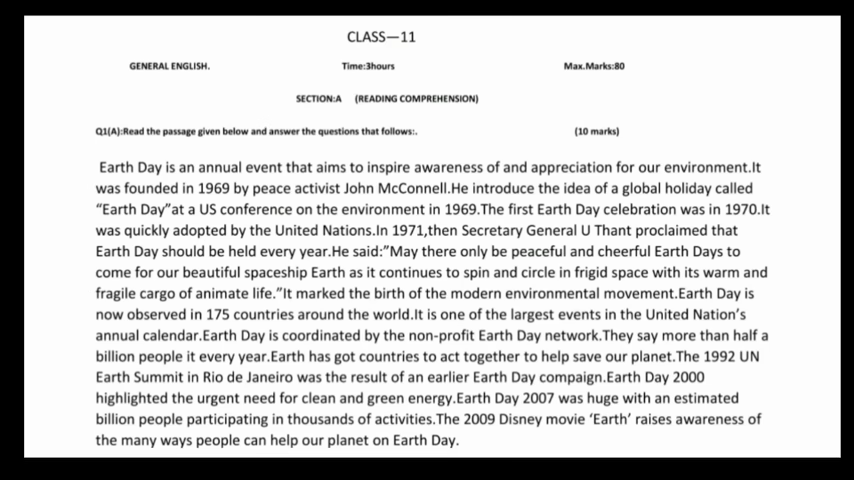 CLASS—11
GENERAL ENGLISH. Time:3hours Max.Marks:80
SECTION:A (READING COMPREHENSION)
Q1(A):Read the passage given below and answer the questions that follows:. (10 marks)
Earth Day is an annual event that aims to inspire awareness of and appreciation for our environment.It
was founded in 1969 by peace activist John McConnell.He introduce the idea of a global holiday called
“Earth Day”at a US conference on the environment in 1969.The first Earth Day celebration was in 1970.It
was quickly adopted by the United Nations.In 1971,then Secretary General U Thant proclaimed that
Earth Day should be held every year.He said:”May there only be peaceful and cheerful Earth Days to
come for our beautiful spaceship Earth as it continues to spin and circle in frigid space with its warm and
fragile cargo of animate life.”It marked the birth of the modern environmental movement.Earth Day is
now observed in 175 countries around the world.It is one of the largest events in the United Nation’s
annual calendar.Earth Day is coordinated by the non-profit Earth Day network.They say more than half a
billion people it every year.Earth has got countries to act together to help save our planet.The 1992 UN
Earth Summit in Rio de Janeiro was the result of an earlier Earth Day compaign.Earth Day 2000
highlighted the urgent need for clean and green energy.Earth Day 2007 was huge with an estimated
billion people participating in thousands of activities.The 2009 Disney movie ‘Earth’ raises awareness of
the many ways people can help our planet on Earth Day.